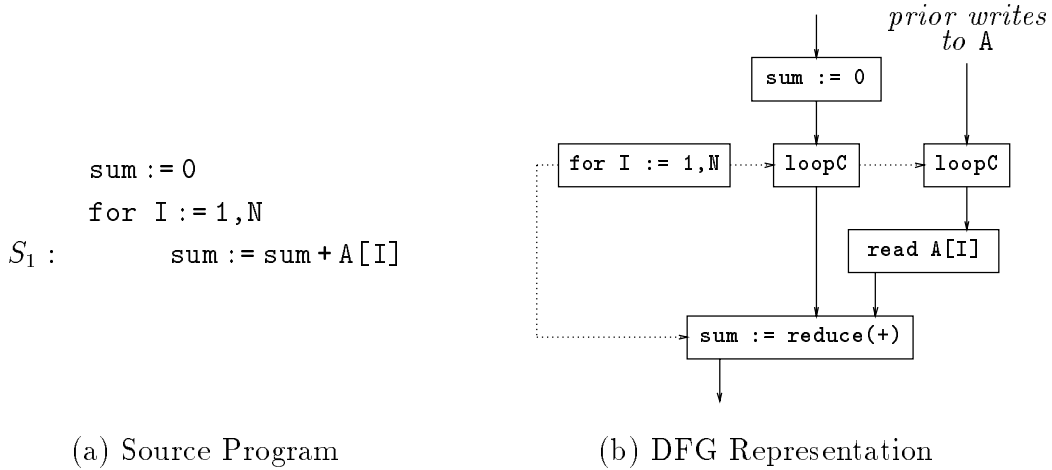 sum := 0
for I := 1,N
S1 : sum := sum + A[I]
(a) Source Program
prior writes
to A
sum := 0
for I := 1,N
loopC
loopC
read A[I]
sum := reduce(+)
(b) DFG Representation